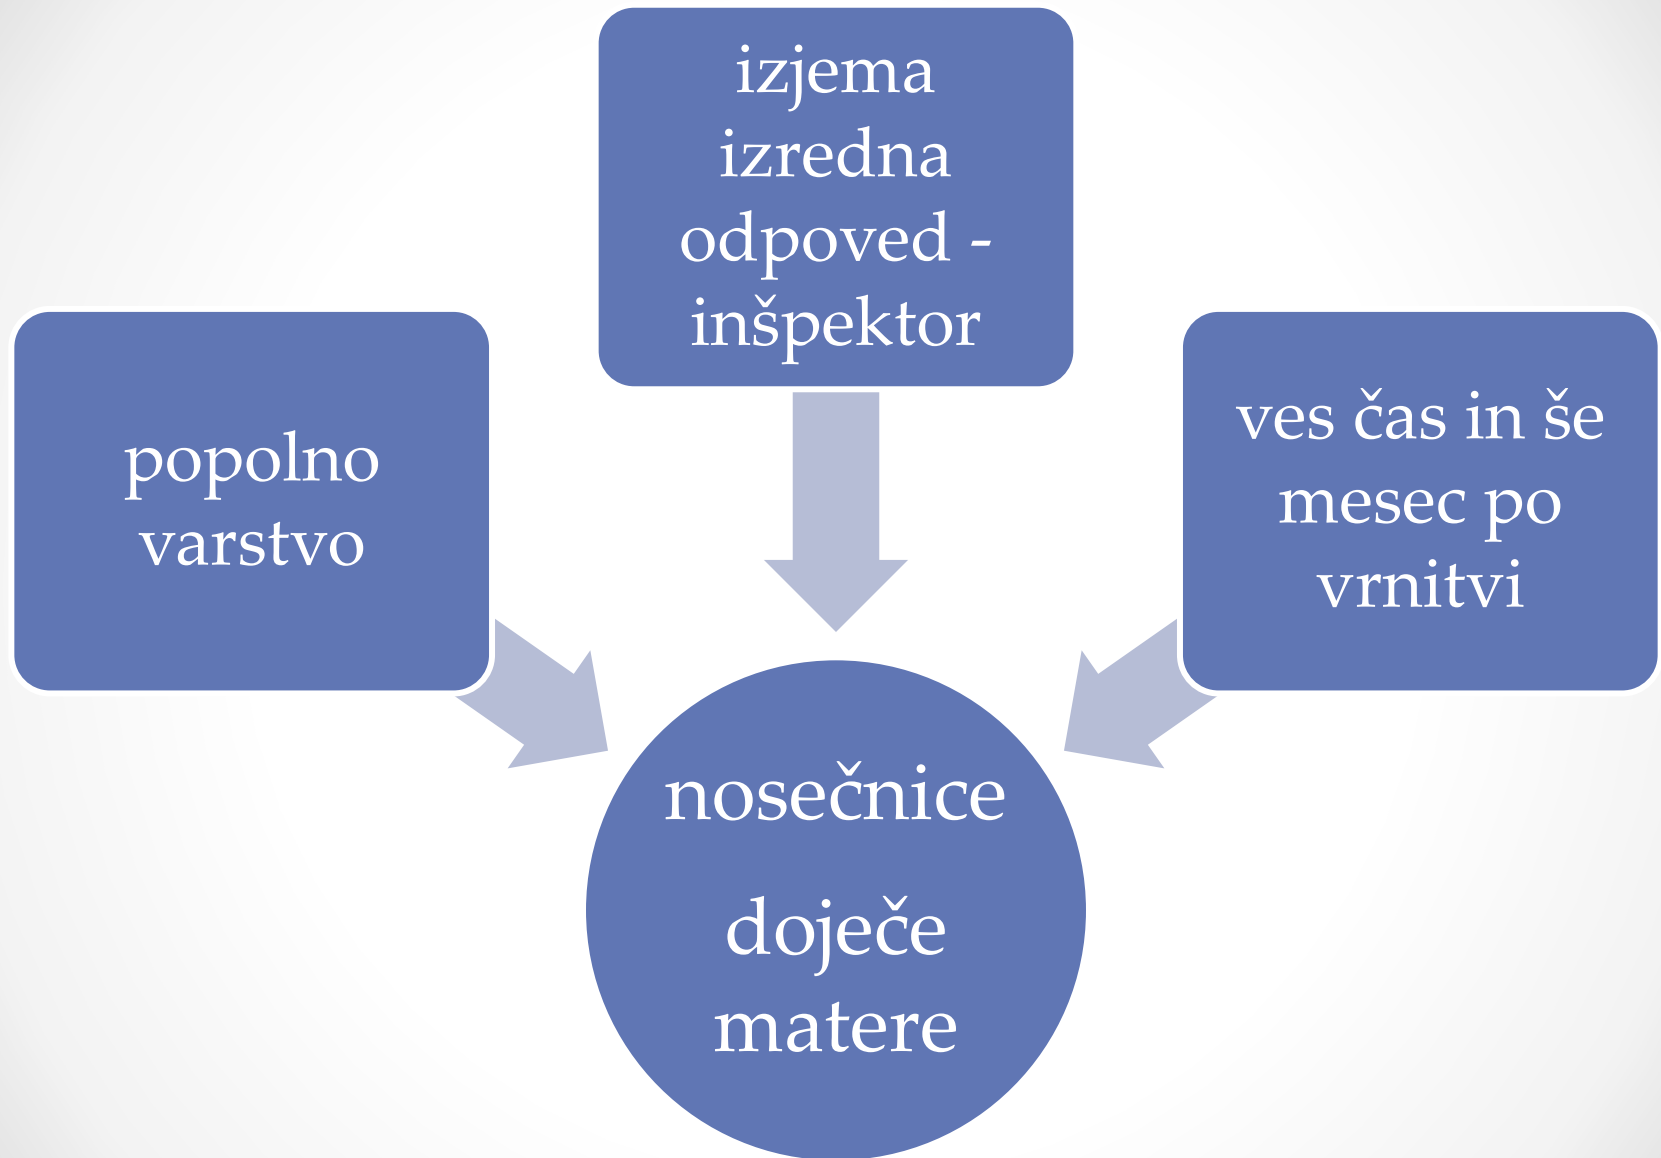 izjema
izredna
odpoved -
inšpektor
popolno
varstvo
ves čas in še
mesec po
vrnitvi
nosečnice
doječe
matere